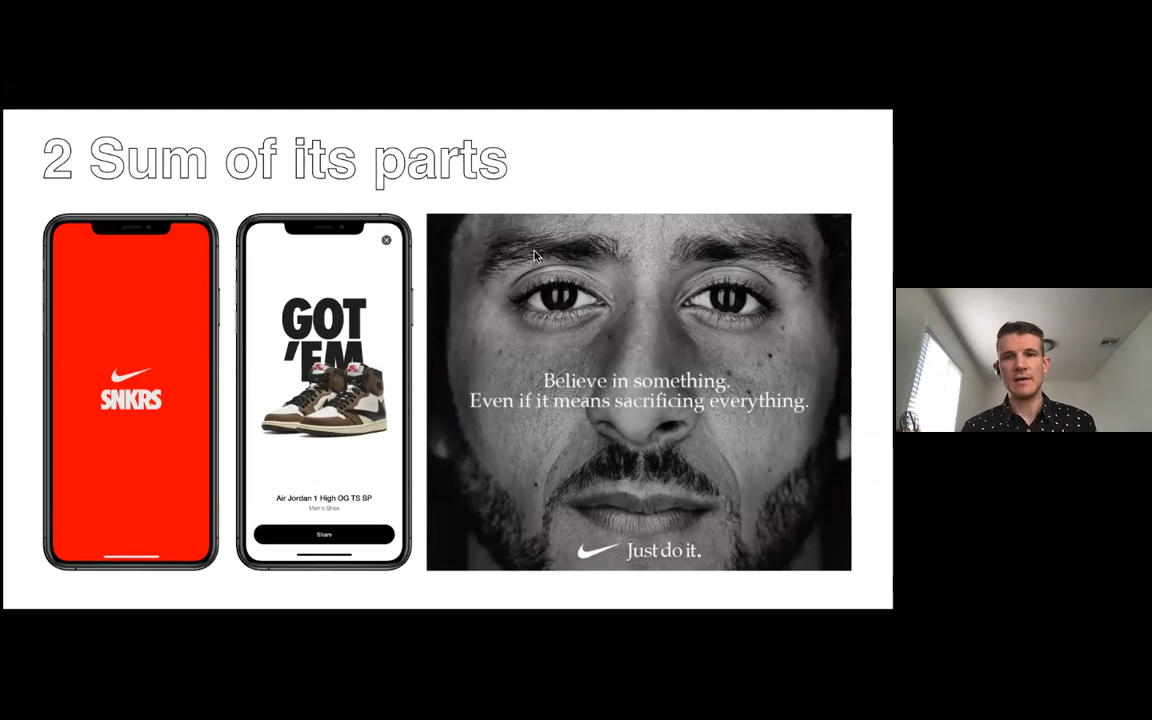 2 Sum of its parts
SNKRS
GOT
'EM
Air Jordan 1 High OG TS SP
Men's Shoe
Share
Believe in something.
Even if it means sacrificing everything.
Just do it.